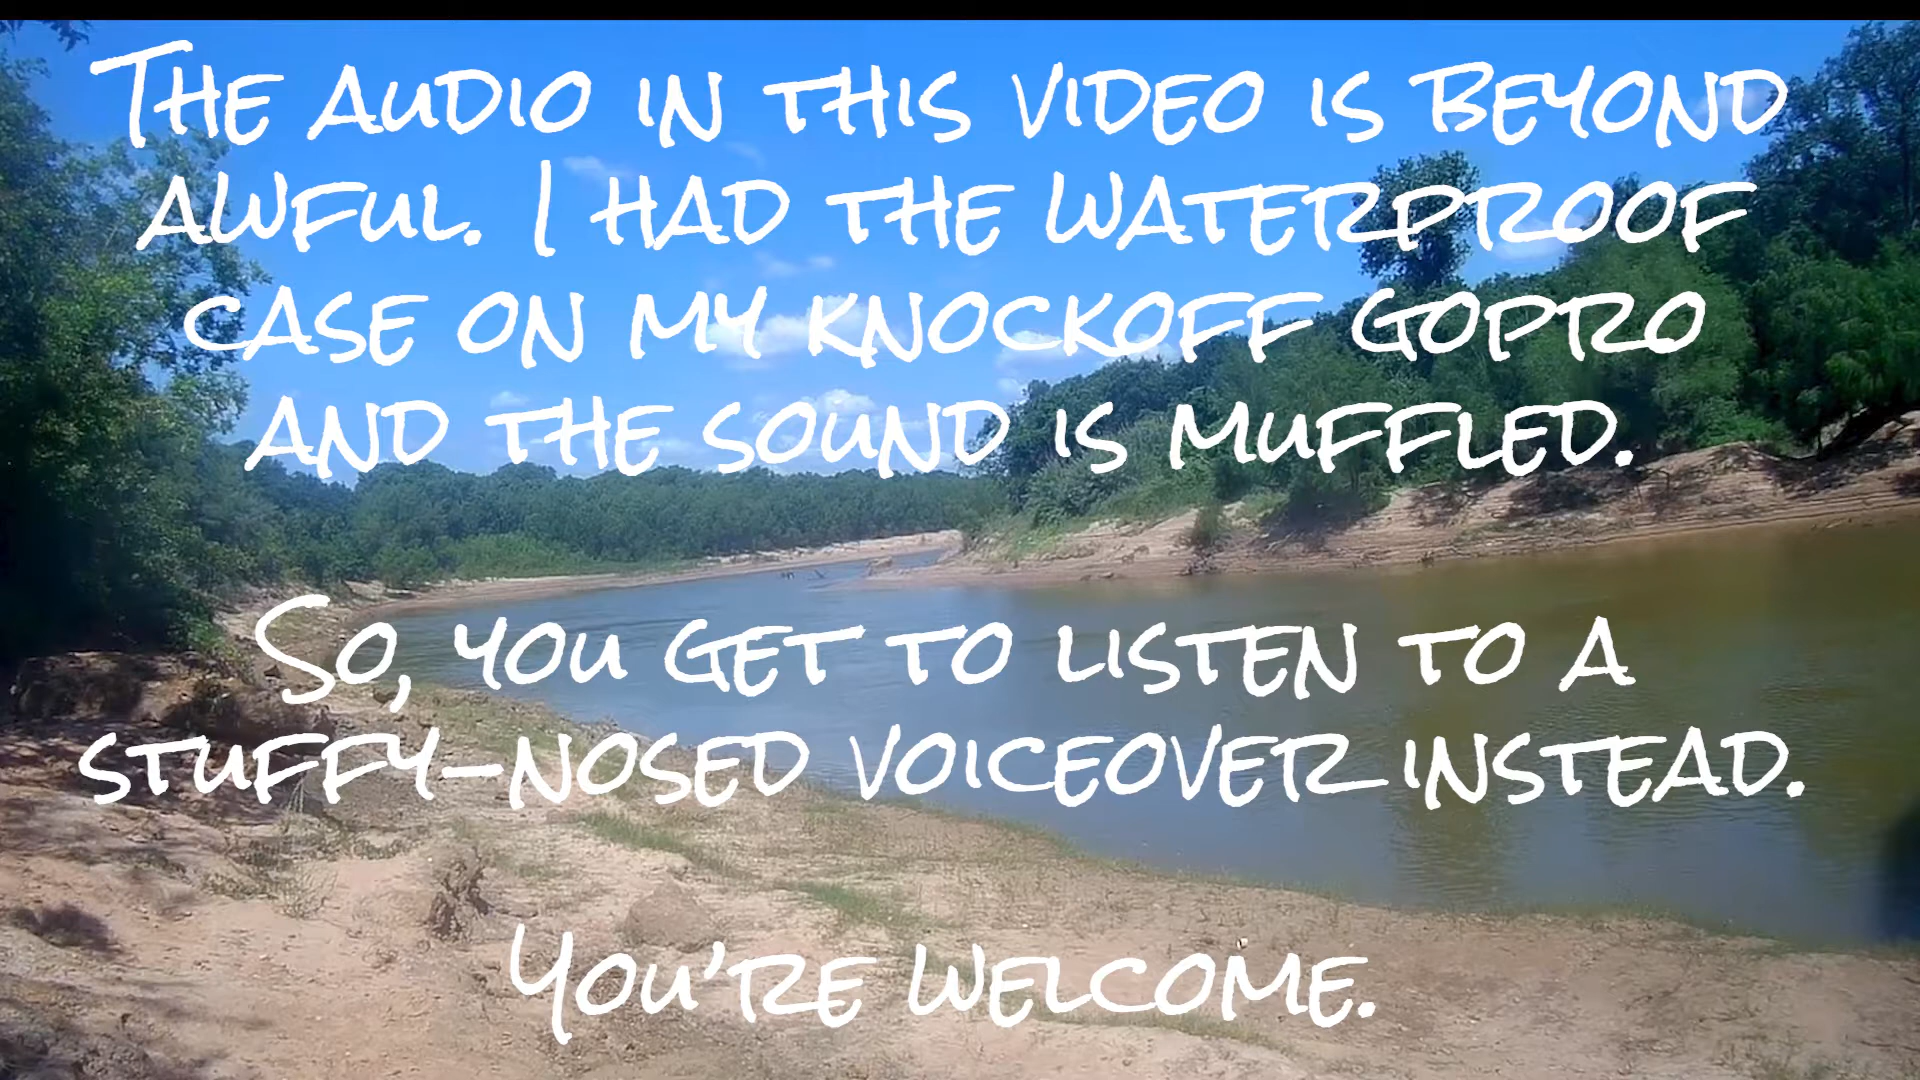 The audio in this video is beyond
awful. I had the waterproof
case on my knockoff gopro
and the sound is muffled.
So, you get to listen to a
stuffy-nosed voiceover instead.
You're welcome.